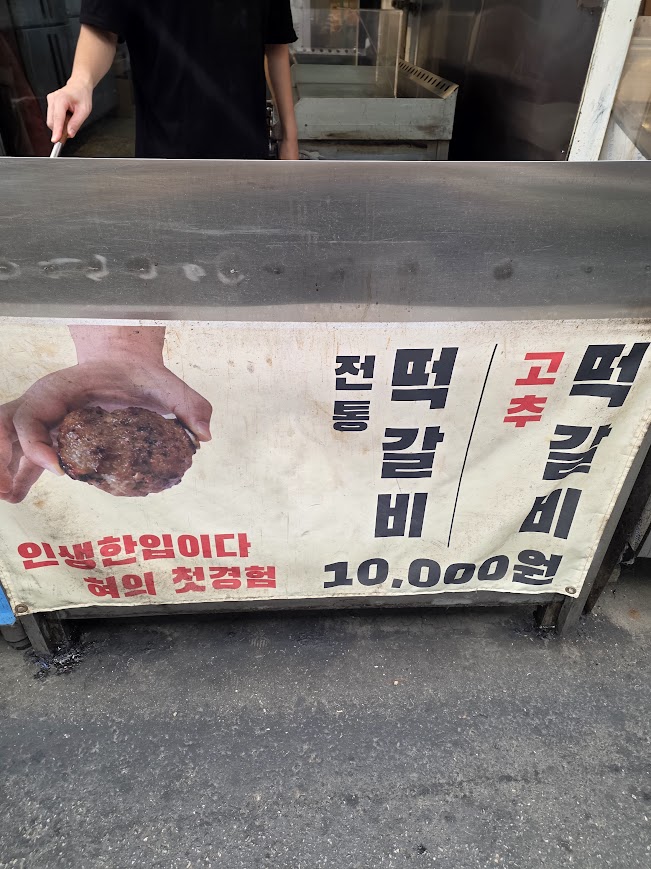 인생한입이다
혀의 첫경험
전통
떡갈비
고추
떡갈비
10,000원